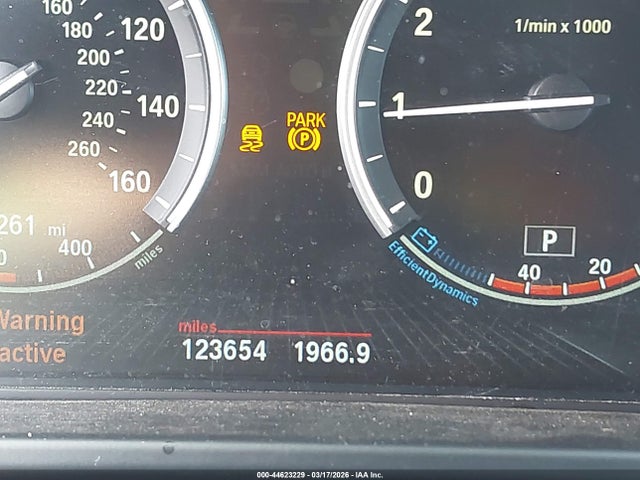 160
180
200
220
240
260
120
140
160
2
1
0
1/min x 1000
PARK
P
261 mi
400
miles
P
40
20
EfficientDynamics
Warning
active
miles
123654 1966.9
000-44623229 - 03/17/2026 - IAA Inc.